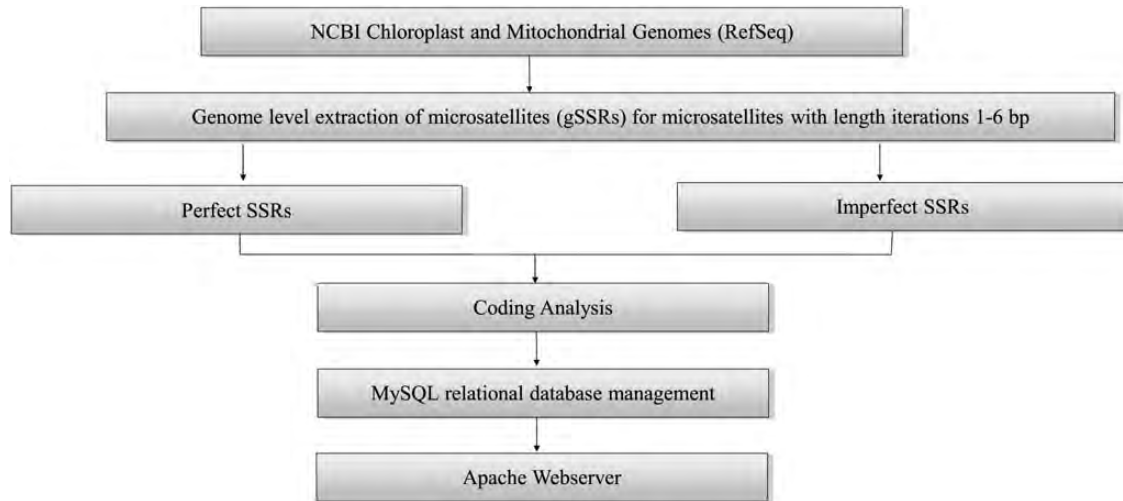 NCBI Chloroplast and Mitochondrial Genomes (RefSeq)
Genome level extraction of microsatellites (gSSRs) for microsatellites with length iterations 1-6 bp
Perfect SSRs
Imperfect SSRs
Coding Analysis
MySQL relational database management
Apache Webserver